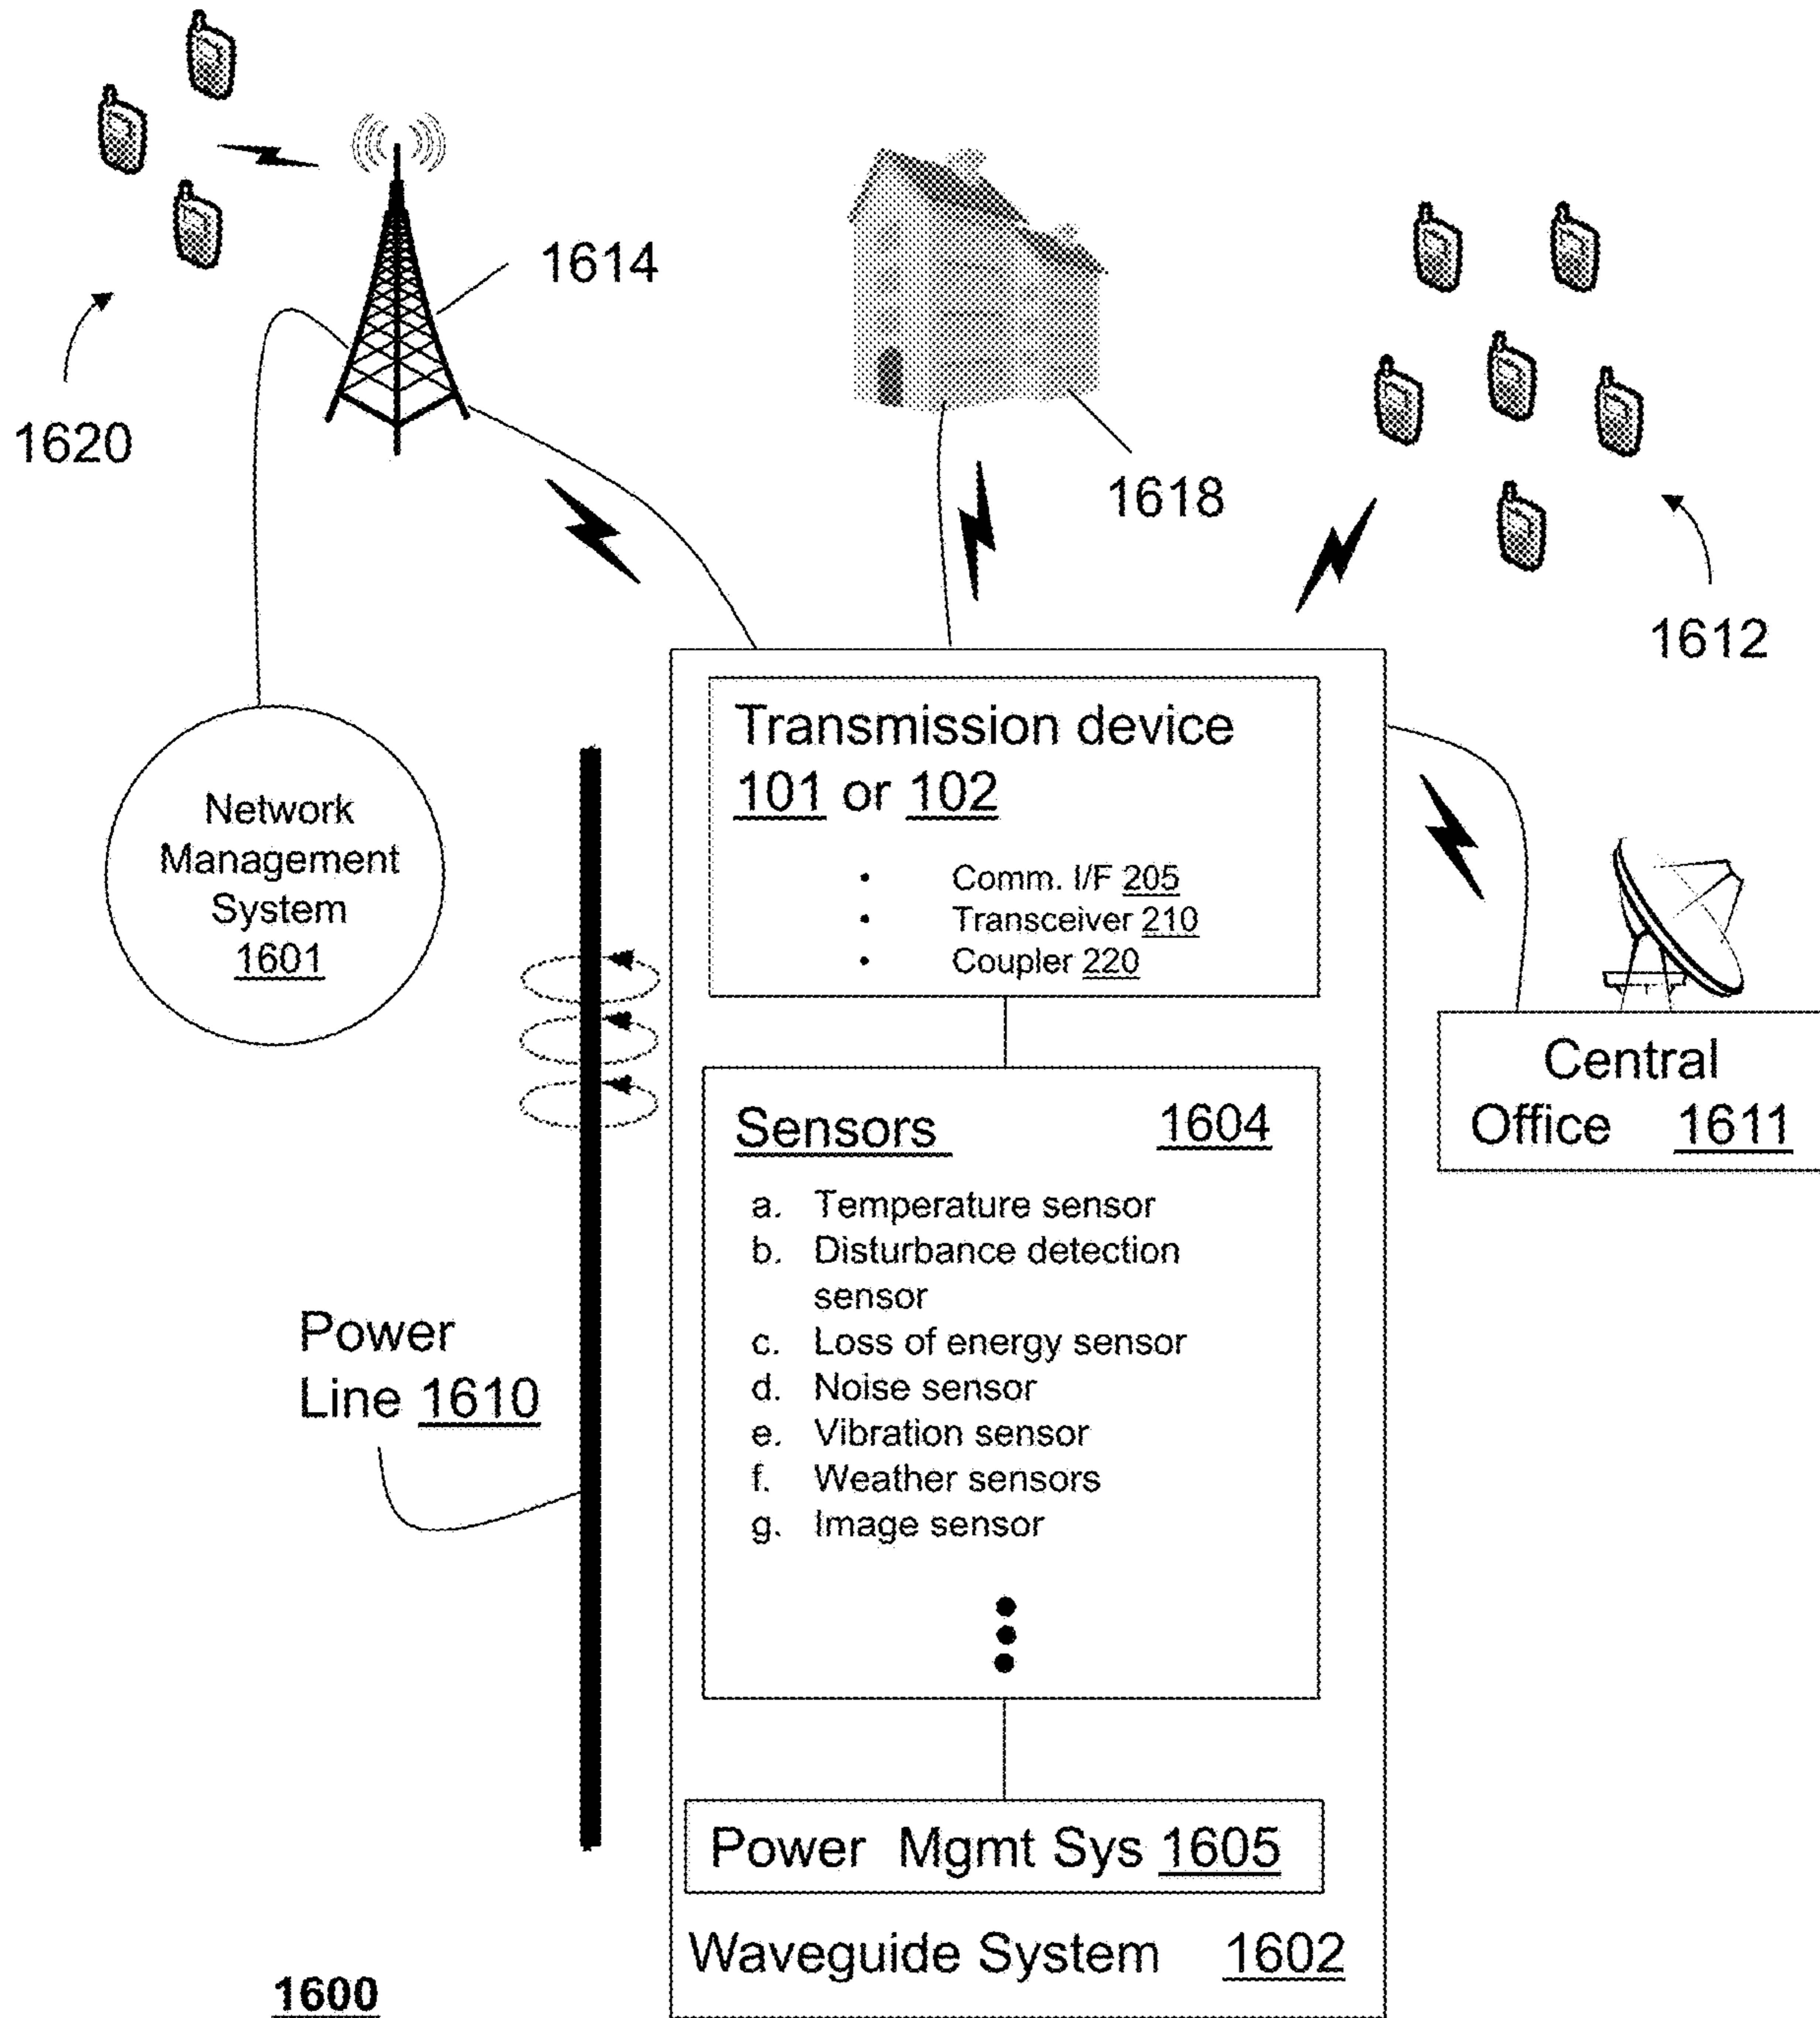 1614
1620
1618
1612
Network
Management
System
1601
Transmission device
101 or 102
• Comm. I/F 205
• Transceiver 210
• Coupler 220
Central
Office 1611
Sensors 1604
a. Temperature sensor
b. Disturbance detection
sensor
c. Loss of energy sensor
d. Noise sensor
e. Vibration sensor
f. Weather sensors
g. Image sensor
Power
Line 1610
Power Mgmt Sys 1605
Waveguide System 1602
1600